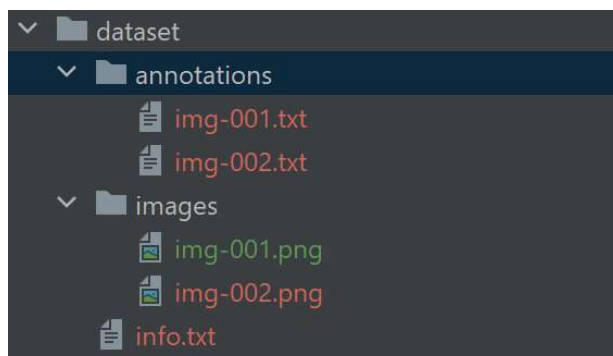 dataset
annotations
img-001.txt
img-002.txt
images
img-001.png
img-002.png
info.txt